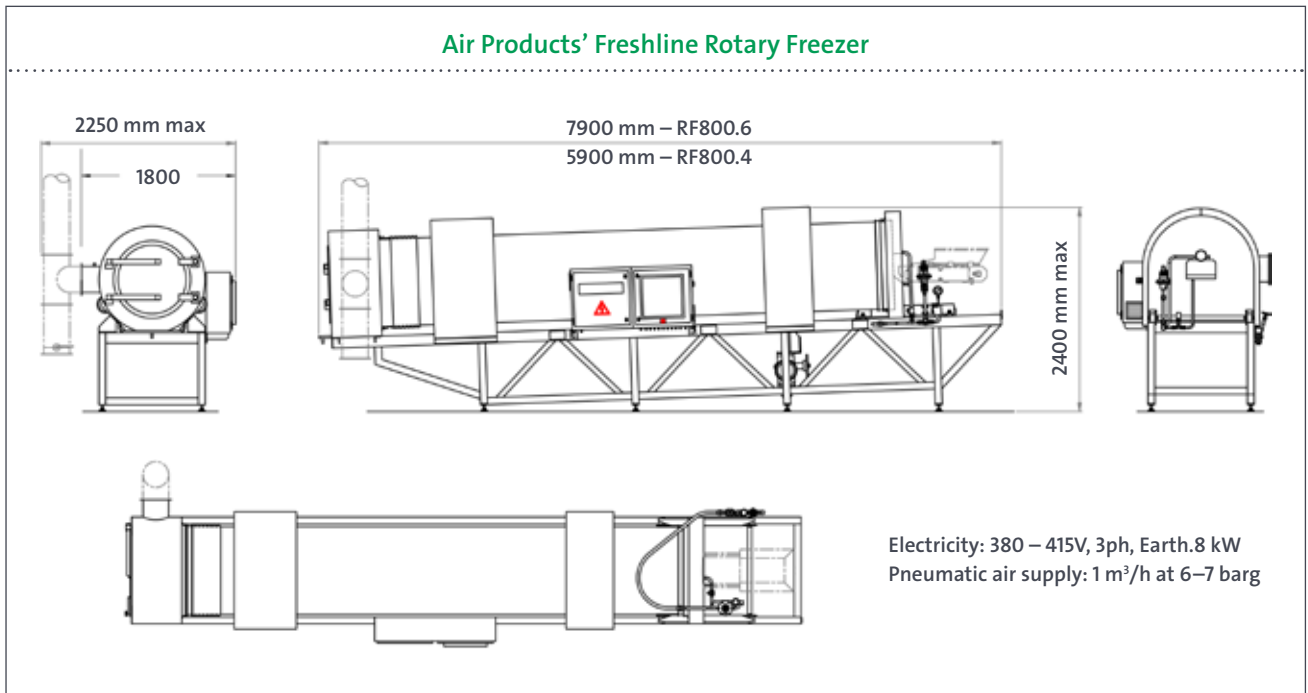 Air Products’ Freshline Rotary Freezer
2250 mm max
1800
7900 mm – RF800.6
5900 mm – RF800.4
2400 mm max
Electricity: 380 – 415V, 3ph, Earth.8 kW
Pneumatic air supply: 1 m³/h at 6–7 barg